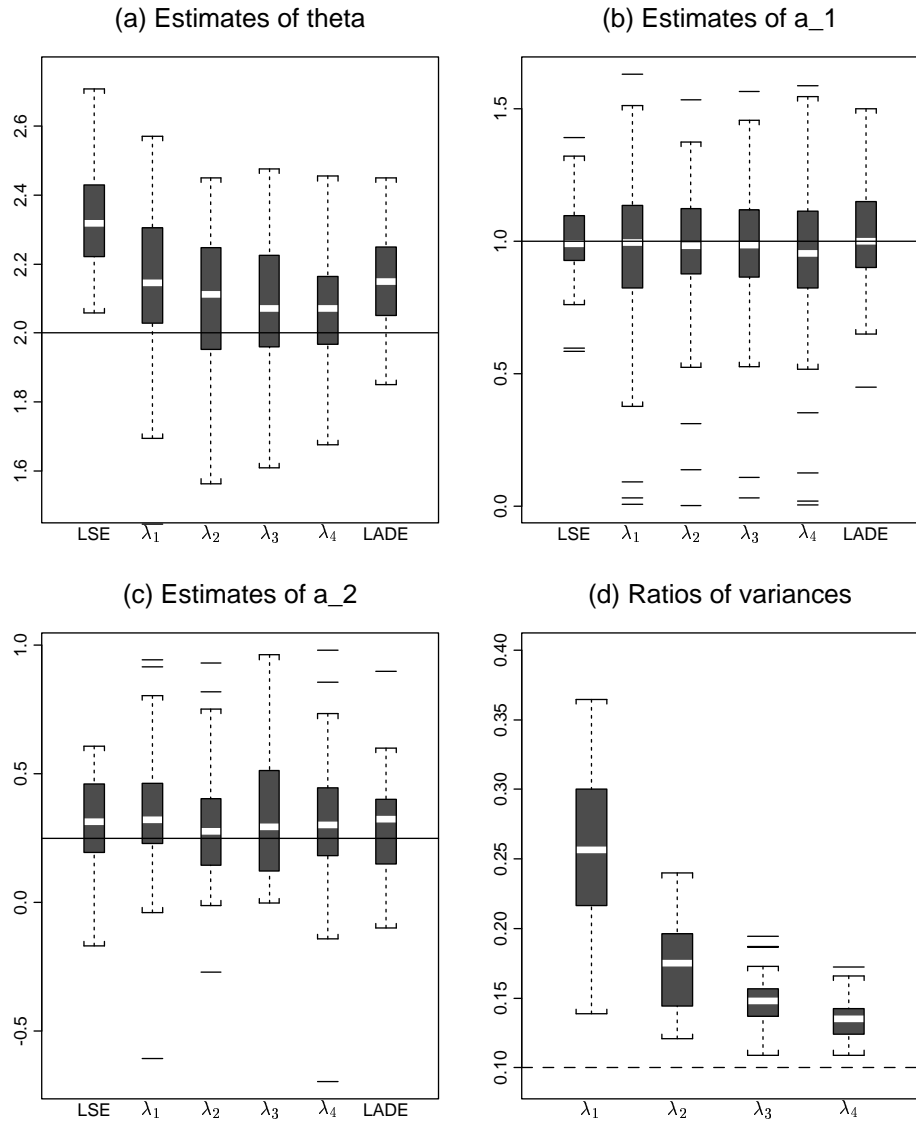 (a) Estimates of theta
(b) Estimates of a_1
2.6
2.4
2.2
2.0
1.8
1.6
LSE λ₁ λ₂ λ₃ λ₄ LADE
1.5
1.0
0.5
0.0
LSE λ₁ λ₂ λ₃ λ₄ LADE
(c) Estimates of a_2
(d) Ratios of variances
1.0
0.5
0.0
-0.5
LSE λ₁ λ₂ λ₃ λ₄ LADE
0.40
0.35
0.30
0.25
0.20
0.15
0.10
λ₁ λ₂ λ₃ λ₄